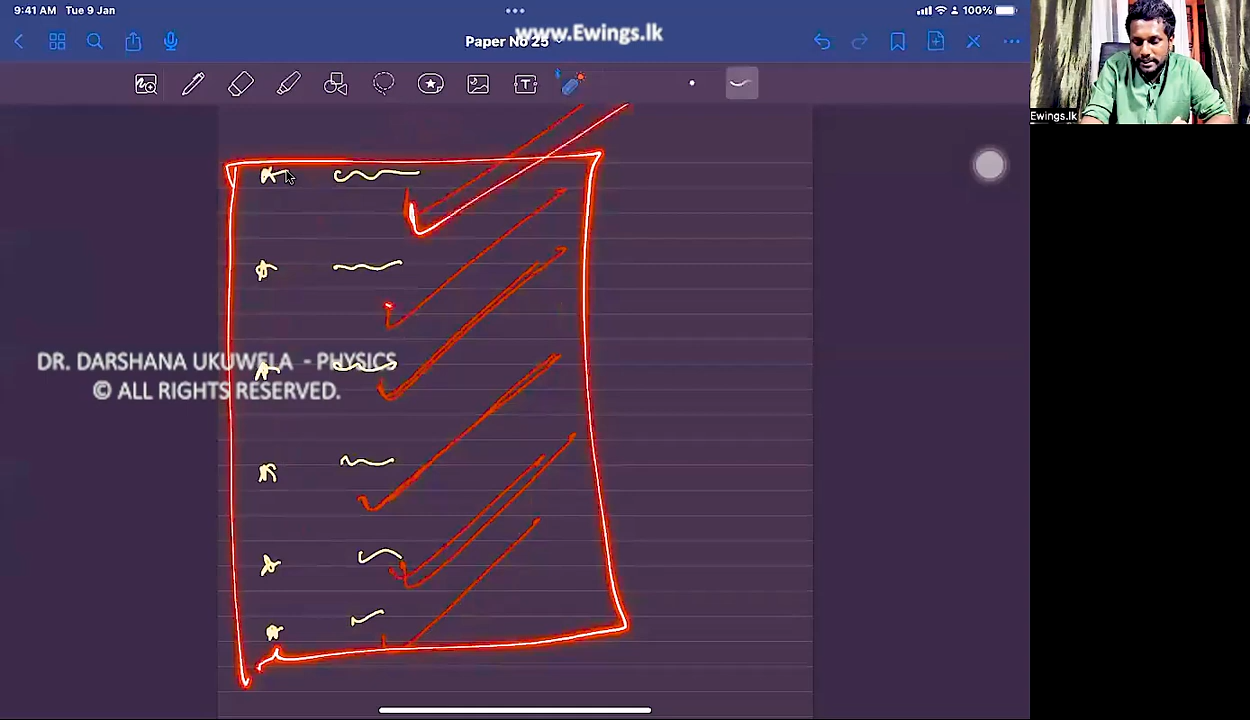 9:41 AM Tue 9 Jan
100%
www.Ewings.lk
Paper No 25
Ewings.lk
DR. DARSHANA UKUWELA - PHYSICS
© ALL RIGHTS RESERVED.